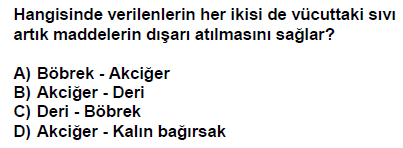 Hangisinde verilenlerin her ikisi de vücuttaki sıvı
artık maddelerin dışarı atılmasını sağlar?
A) Böbrek - Akciğer
B) Akciğer - Deri
C) Deri - Böbrek
D) Akciğer - Kalın bağırsak